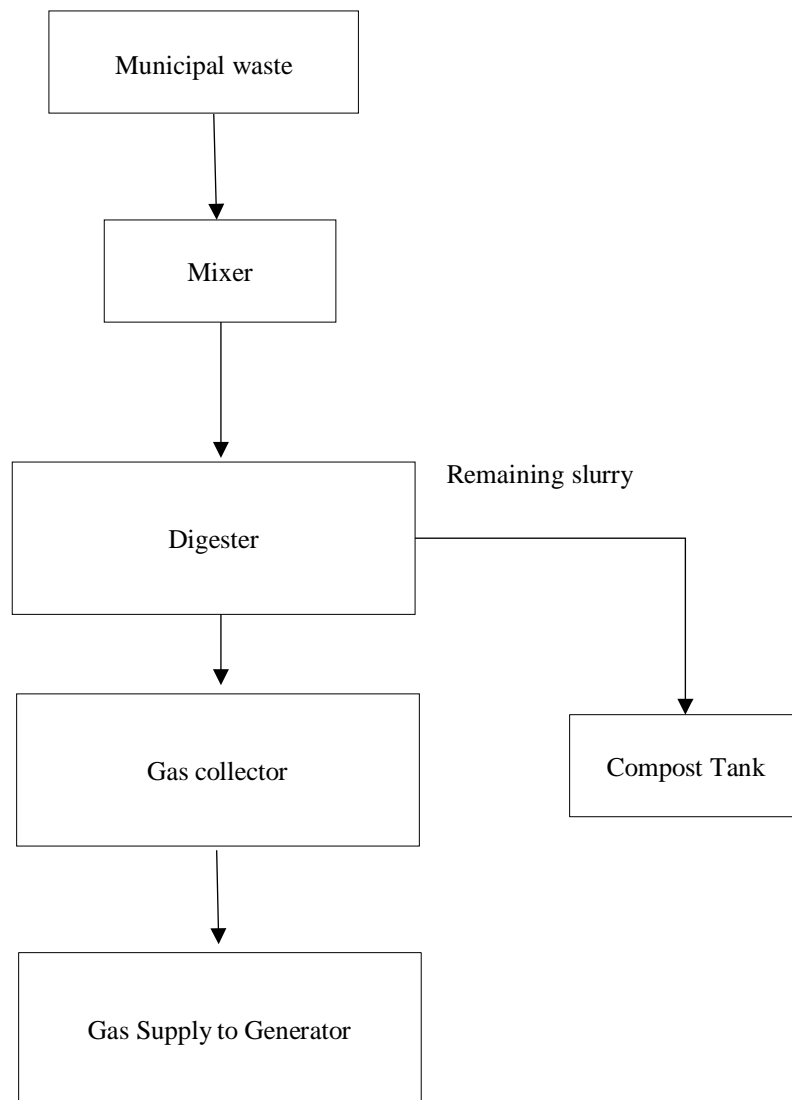 Municipal waste
Mixer
Remaining slurry
Digester
Gas collector
Compost Tank
Gas Supply to Generator